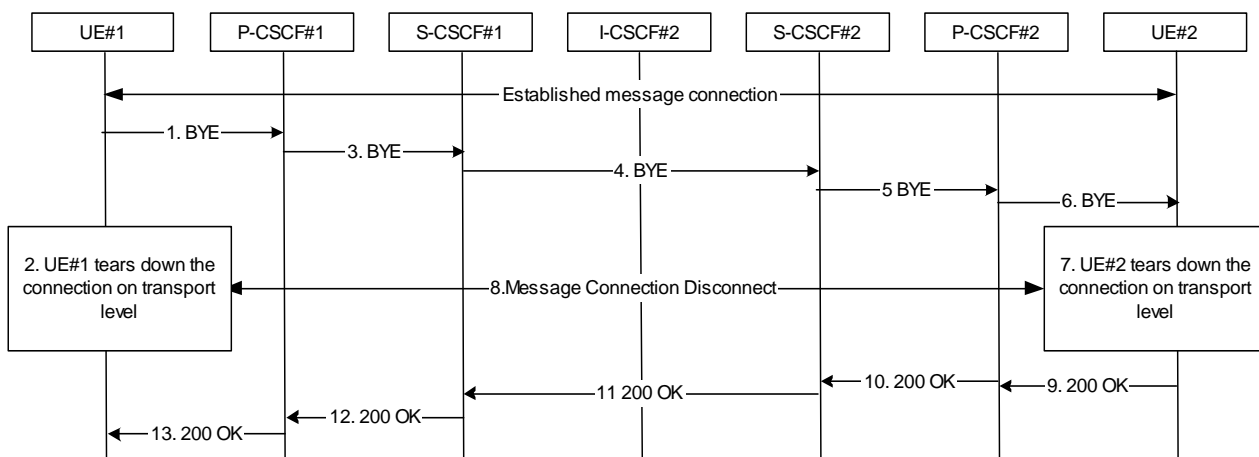 UE#1
P-CSCF#1
S-CSCF#1
I-CSCF#2
S-CSCF#2
P-CSCF#2
UE#2
Established message connection
1. BYE
3. BYE
4. BYE
5 BYE
6. BYE
2. UE#1 tears down the
connection on transport
level
8.Message Connection Disconnect
7. UE#2 tears down the
connection on transport
level
9. 200 OK
10. 200 OK
11 200 OK
12. 200 OK
13. 200 OK